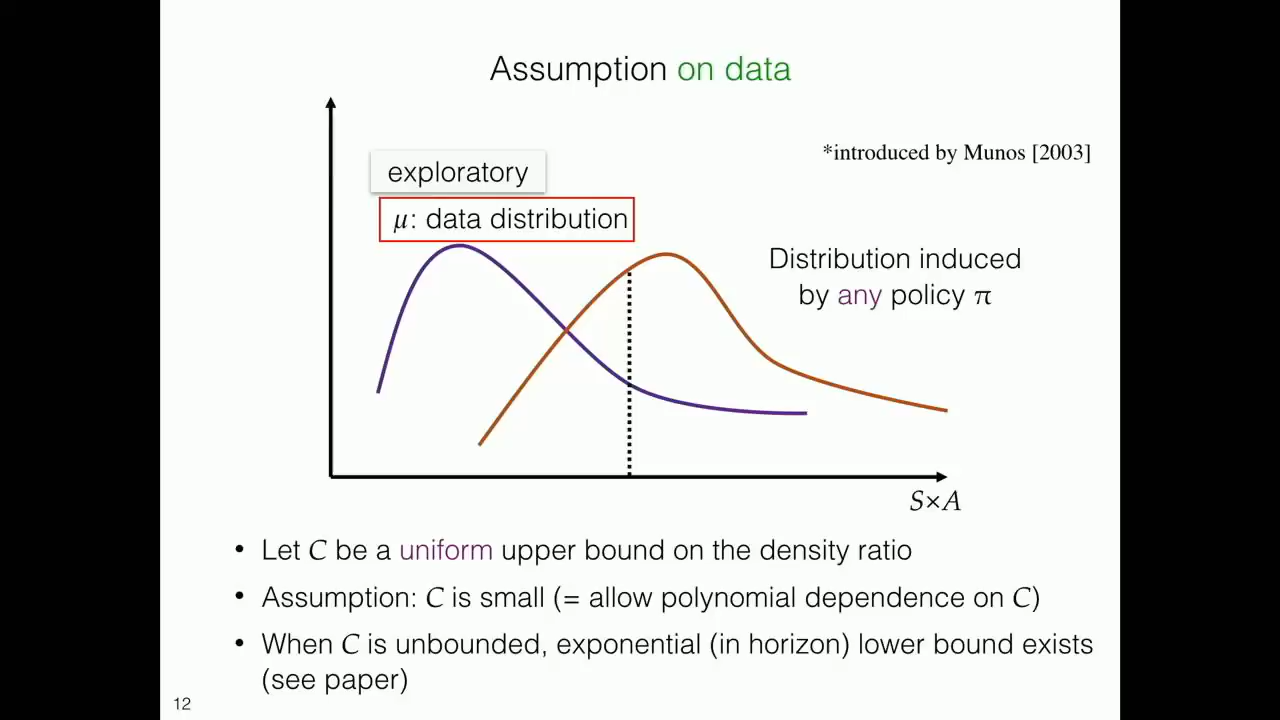 Assumption on data
*introduced by Munos [2003]
exploratory
μ: data distribution
Distribution induced
by any policy π
S×A
• Let C be a uniform upper bound on the density ratio
• Assumption: C is small (= allow polynomial dependence on C)
• When C is unbounded, exponential (in horizon) lower bound exists
(see paper)
12